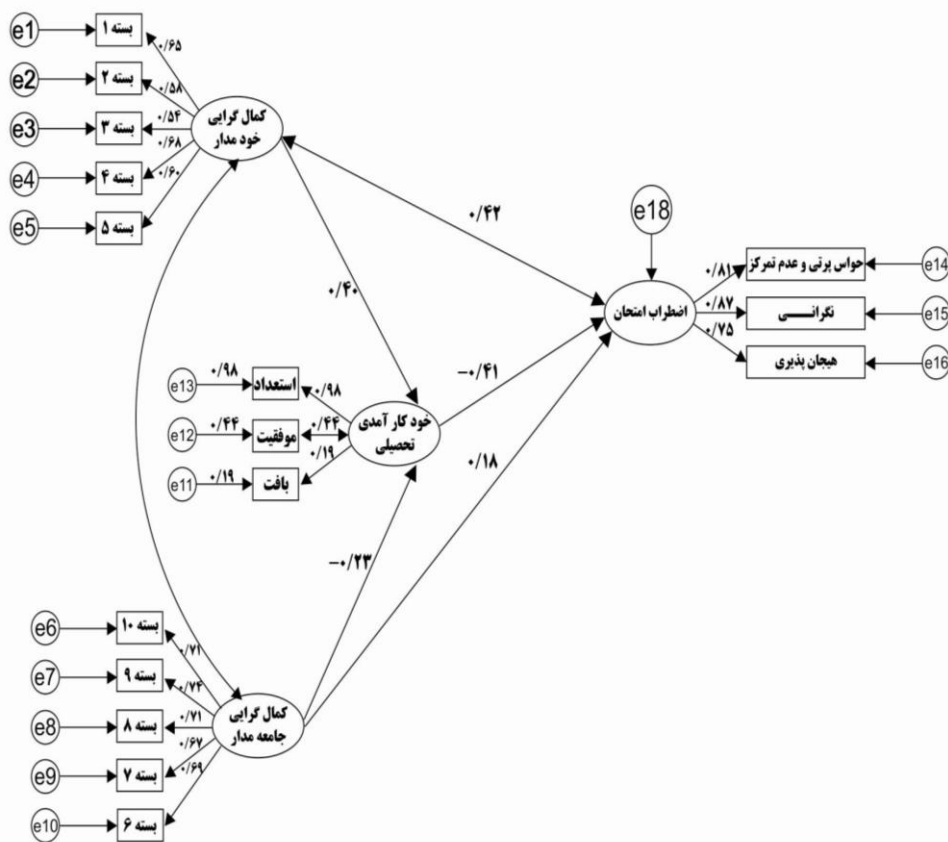 e1
بسته ۱
۰/۶۵
e2
بسته ۲
۰/۵۸
e3
بسته ۳
۰/۵۴
e4
بسته ۴
۰/۶۸
e5
بسته ۵
۰/۶۰
کمال گرایی
خود مدار
۰/۴۲
۰/۴۰
e18
اضطراب امتحان
حواس پرتی و عدم تمرکز
۰/۸۱
e14
نگرانـــــی
۰/۸۷
e15
هیجان پذیری
۰/۷۵
e16
−۰/۴۱
e13
۰/۹۸
استعداد
۰/۹۸
e12
۰/۴۴
موفقیت
۰/۴۴
e11
۰/۱۹
بافت
۰/۱۹
خود کار آمدی
تحصیلی
۰/۱۸
−۰/۲۳
e6
بسته ۱۰
۰/۷۱
e7
بسته ۹
۰/۷۴
e8
بسته ۸
۰/۷۱
e9
بسته ۷
۰/۶۷
e10
بسته ۶
۰/۶۹
کمال گرایی
جامعه مدار